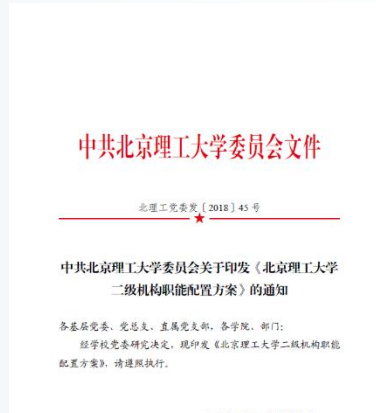 中共北京理工大学委员会文件
北理工党委发〔2018〕45 号
中共北京理工大学委员会关于印发《北京理工大学
二级机构职能配置方案》的通知
各基层党委、党总支、直属党支部，各学院、部门：
经学校党委研究决定，现印发《北京理工大学二级机构职能
配置方案》，请遵照执行。